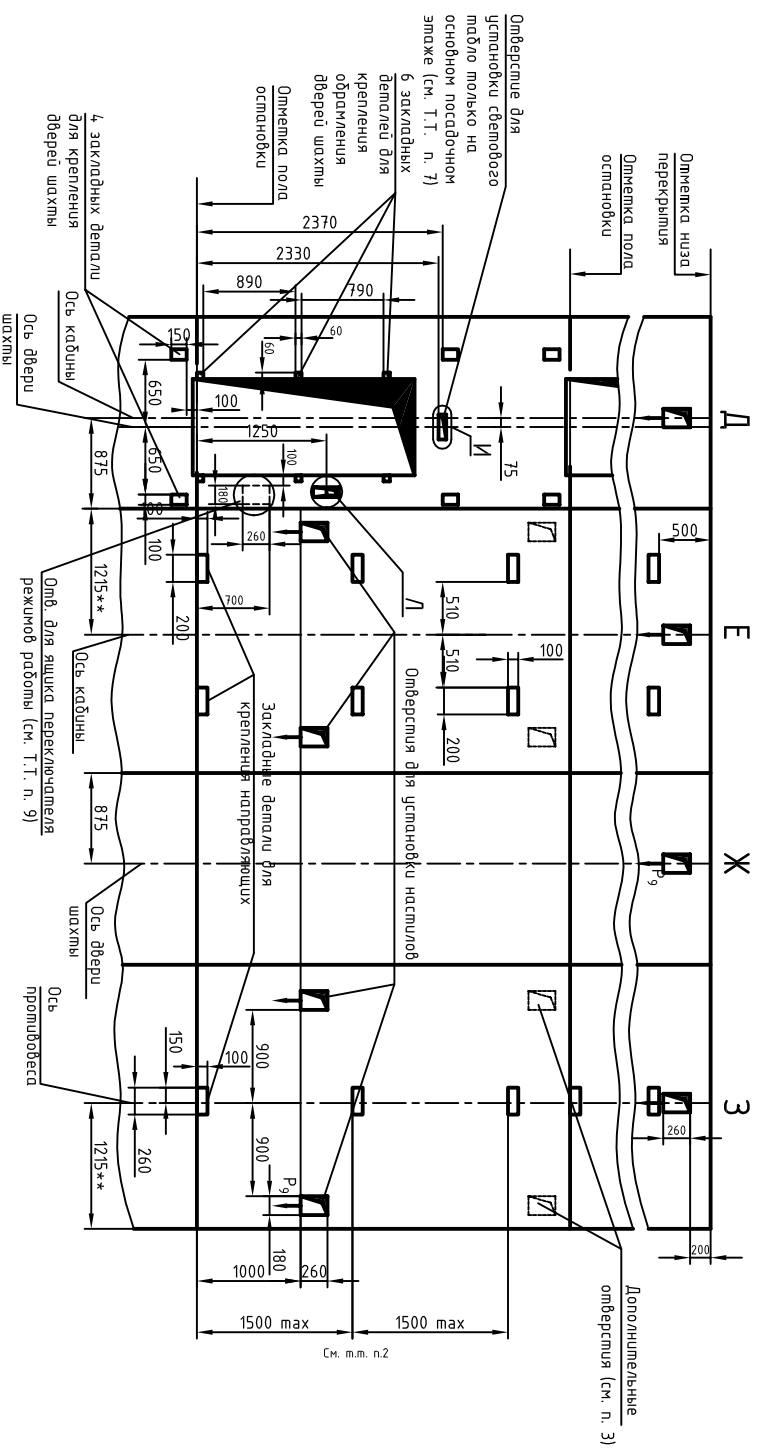 Отверстие для
установки светового
табло только на
основном посадочном
этаже (см. Т.Т. п. 7)
6 закладных
деталей для
крепления
обрамления
дверей шахты
Отметка пола
остановки
4 закладных детали
для крепления
дверей шахты
Ось кабины
Ось двери
шахты
Отметка низа
перекрытия
Отметка пола
остановки
2370
2330
890
790
60
60
150
650
650
100
875
1250
100
180
100
75
И
Л
Д
Е
Ж
З
500
260
700
100
200
1215**
510
510
100
200
Отв. для ящика переключателя
режимов работы (см. Т.Т. п. 9)
Ось кабины
Закладные детали для
крепления направляющих
Отверстия для установки настилов
875
Ось двери
шахты
Р9
Ось
противовеса
150
100
260
900
900
1215**
Р9
180
260
200
1000
260
1500 max
1500 max
См. т.т. п.2
Дополнительные
отверстия (см. п. 3)